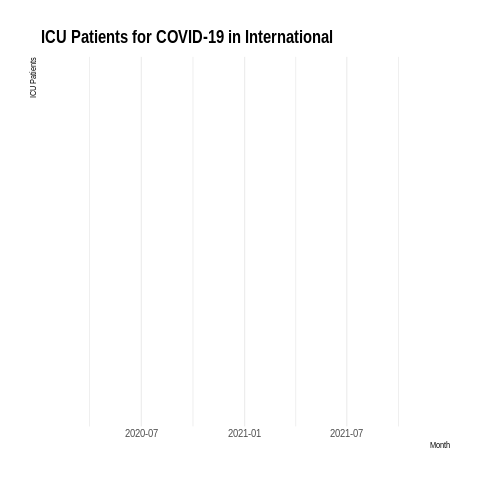 ICU Patients for COVID-19 in International
ICU Patients
2020-07 2021-01 2021-07
Month